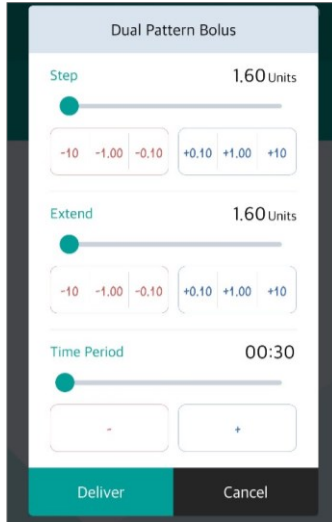 Dual Pattern Bolus
Step 1.60 Units
-10 -1.00 -0.10 +0.10 +1.00 +10
Extend 1.60 Units
-10 -1.00 -0.10 +0.10 +1.00 +10
Time Period 00:30
- +
Deliver Cancel